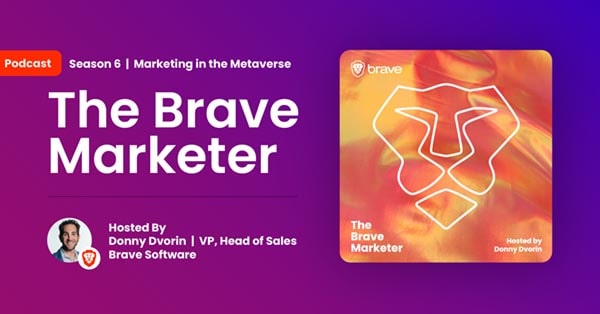 Podcast
Season 6 | Marketing in the Metaverse
The Brave
Marketer
Hosted By
Donny Dvorin | VP, Head of Sales
Brave Software
brave
The
Brave
Marketer
Hosted by
Donny Dvorin